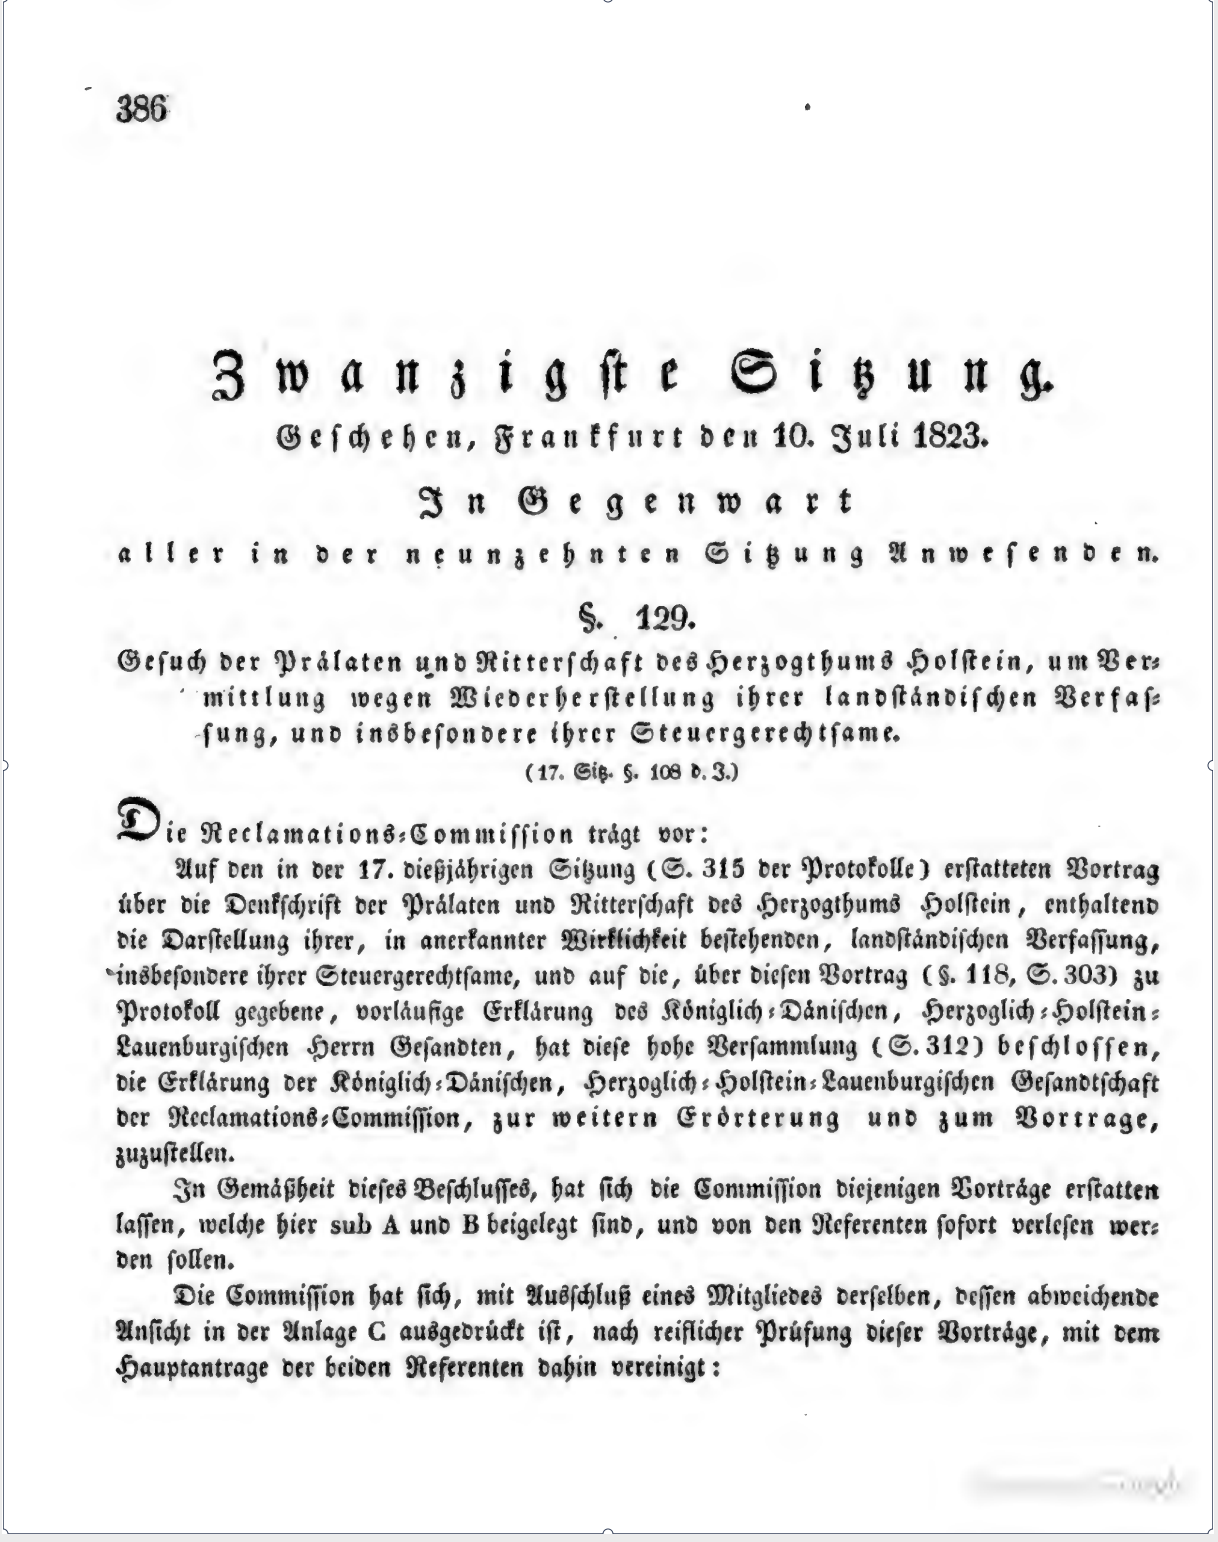 386
Zwanzigste Sitzung.
Geschehen, Frankfurt den 10. Juli 1823.
In Gegenwart
aller in der neunzehnten Sitzung Anwesenden.
§. 129.
Gesuch der Prälaten und Ritterschaft des Herzogthums Holstein, um Ver-
mittlung wegen Wiederherstellung ihrer landständischen Verfas-
sung, und insbesondere ihrer Steuergerechtsame.
(17. Sitz. §. 108 d. J.)
Die Reclamations-Commission trägt vor:
Auf den in der 17. dießjährigen Sitzung (S. 315 der Protokolle) erstatteten Vortrag
über die Denkschrift der Prälaten und Ritterschaft des Herzogthums Holstein, enthaltend
die Darstellung ihrer, in anerkannter Wirklichkeit bestehenden, landständischen Verfassung,
insbesondere ihrer Steuergerechtsame, und auf die, über diesen Vortrag (§. 118, S. 303) zu
Protokoll gegebene, vorläufige Erklärung des Königlich-Dänischen, Herzoglich-Holstein-
Lauenburgischen Herrn Gesandten, hat diese hohe Versammlung (S. 312) beschlossen,
die Erklärung der Königlich-Dänischen, Herzoglich-Holstein-Lauenburgischen Gesandtschaft
der Reclamations-Commission, zur weitern Erörterung und zum Vortrage,
zuzustellen.
In Gemäßheit dieses Beschlusses, hat sich die Commission diejenigen Vorträge erstatten
lassen, welche hier sub A und B beigelegt sind, und von den Referenten sofort verlesen wer-
den sollen.
Die Commission hat sich, mit Ausschluß eines Mitgliedes derselben, dessen abweichende
Ansicht in der Anlage C ausgedrückt ist, nach reiflicher Prüfung dieser Vorträge, mit dem
Hauptantrage der beiden Referenten dahin vereinigt: